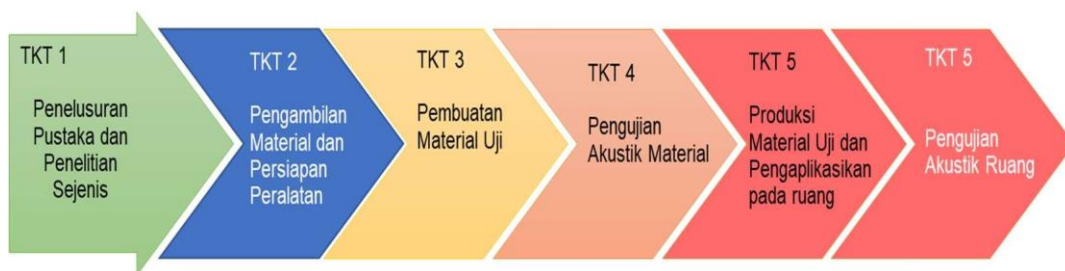 TKT 1
Penelusuran
Pustaka dan
Penelitian
Sejenis
TKT 2
Pengambilan
Material dan
Persiapan
Peralatan
TKT 3
Pembuatan
Material Uji
TKT 4
Pengujian
Akustik Material
TKT 5
Produksi
Material Uji dan
Pengaplikasikan
pada ruang
TKT 5
Pengujian
Akustik Ruang